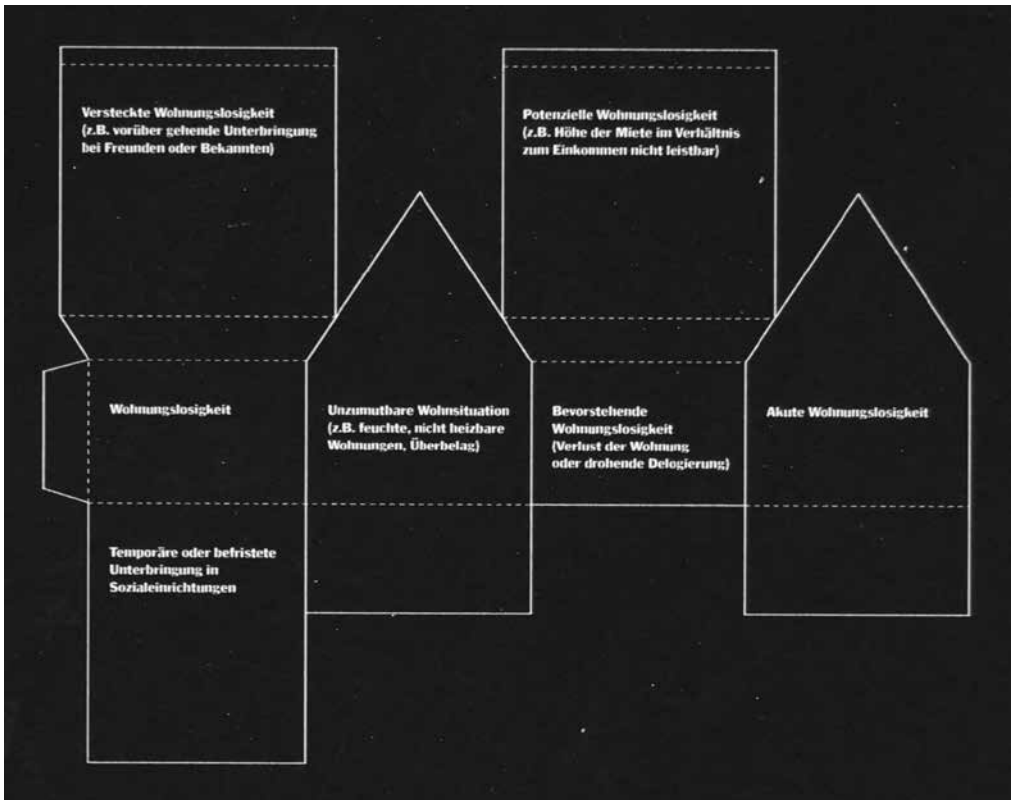 Versteckte Wohnungslosigkeit
(z.B. vorüber gehende Unterbringung
bei Freunden oder Bekannten)
Potenzielle Wohnungslosigkeit
(z.B. Höhe der Miete im Verhältnis
zum Einkommen nicht leistbar)
Wohnungslosigkeit
Unzumutbare Wohnsituation
(z.B. feuchte, nicht heizbare
Wohnungen, Überbelag)
Bevorstehende
Wohnungslosigkeit
(Verlust der Wohnung
oder drohende Delogierung)
Akute Wohnungslosigkeit
Temporäre oder befristete
Unterbringung in
Sozialeinrichtungen